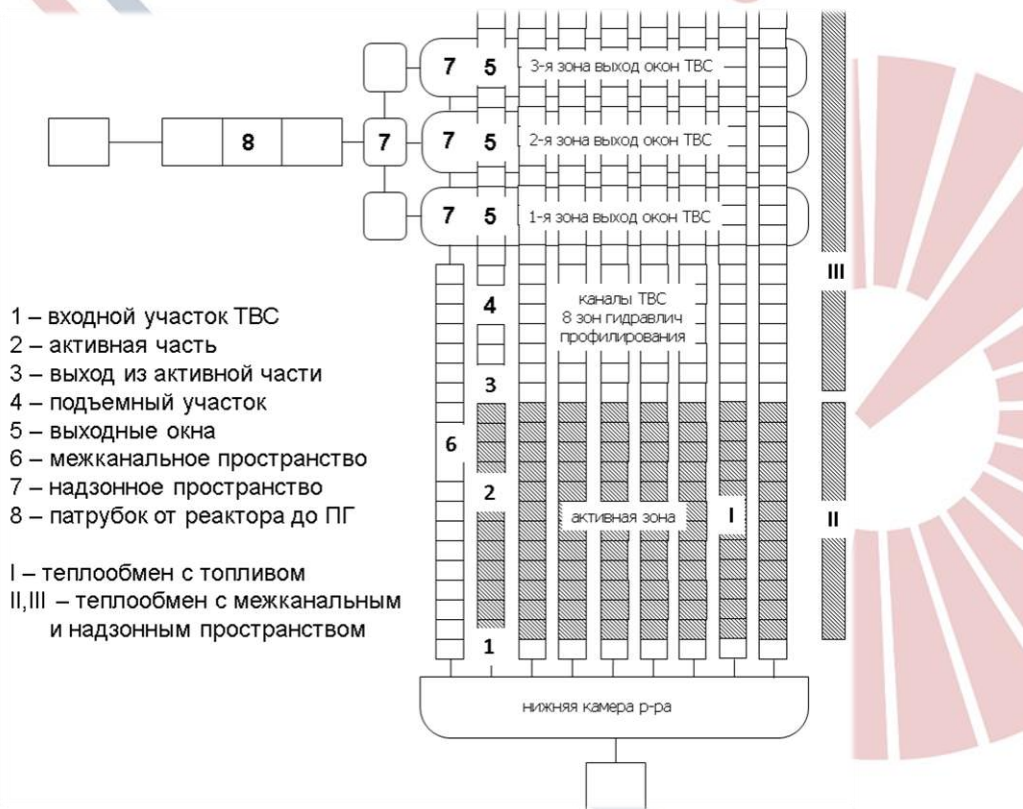 7 5 3-я зона выход окон ТВС
8 7 7 5 2-я зона выход окон ТВС
7 5 1-я зона выход окон ТВС
III
4
каналы ТВС
8 зон гидравлич
профилирования
3
6
2
активная зона
I
II
1
нижняя камера р-ра
1 – входной участок ТВС
2 – активная часть
3 – выход из активной части
4 – подъемный участок
5 – выходные окна
6 – межканальное пространство
7 – надзонное пространство
8 – патрубок от реактора до ПГ
I – теплообмен с топливом
II,III – теплообмен с межканальным
и надзонным пространством